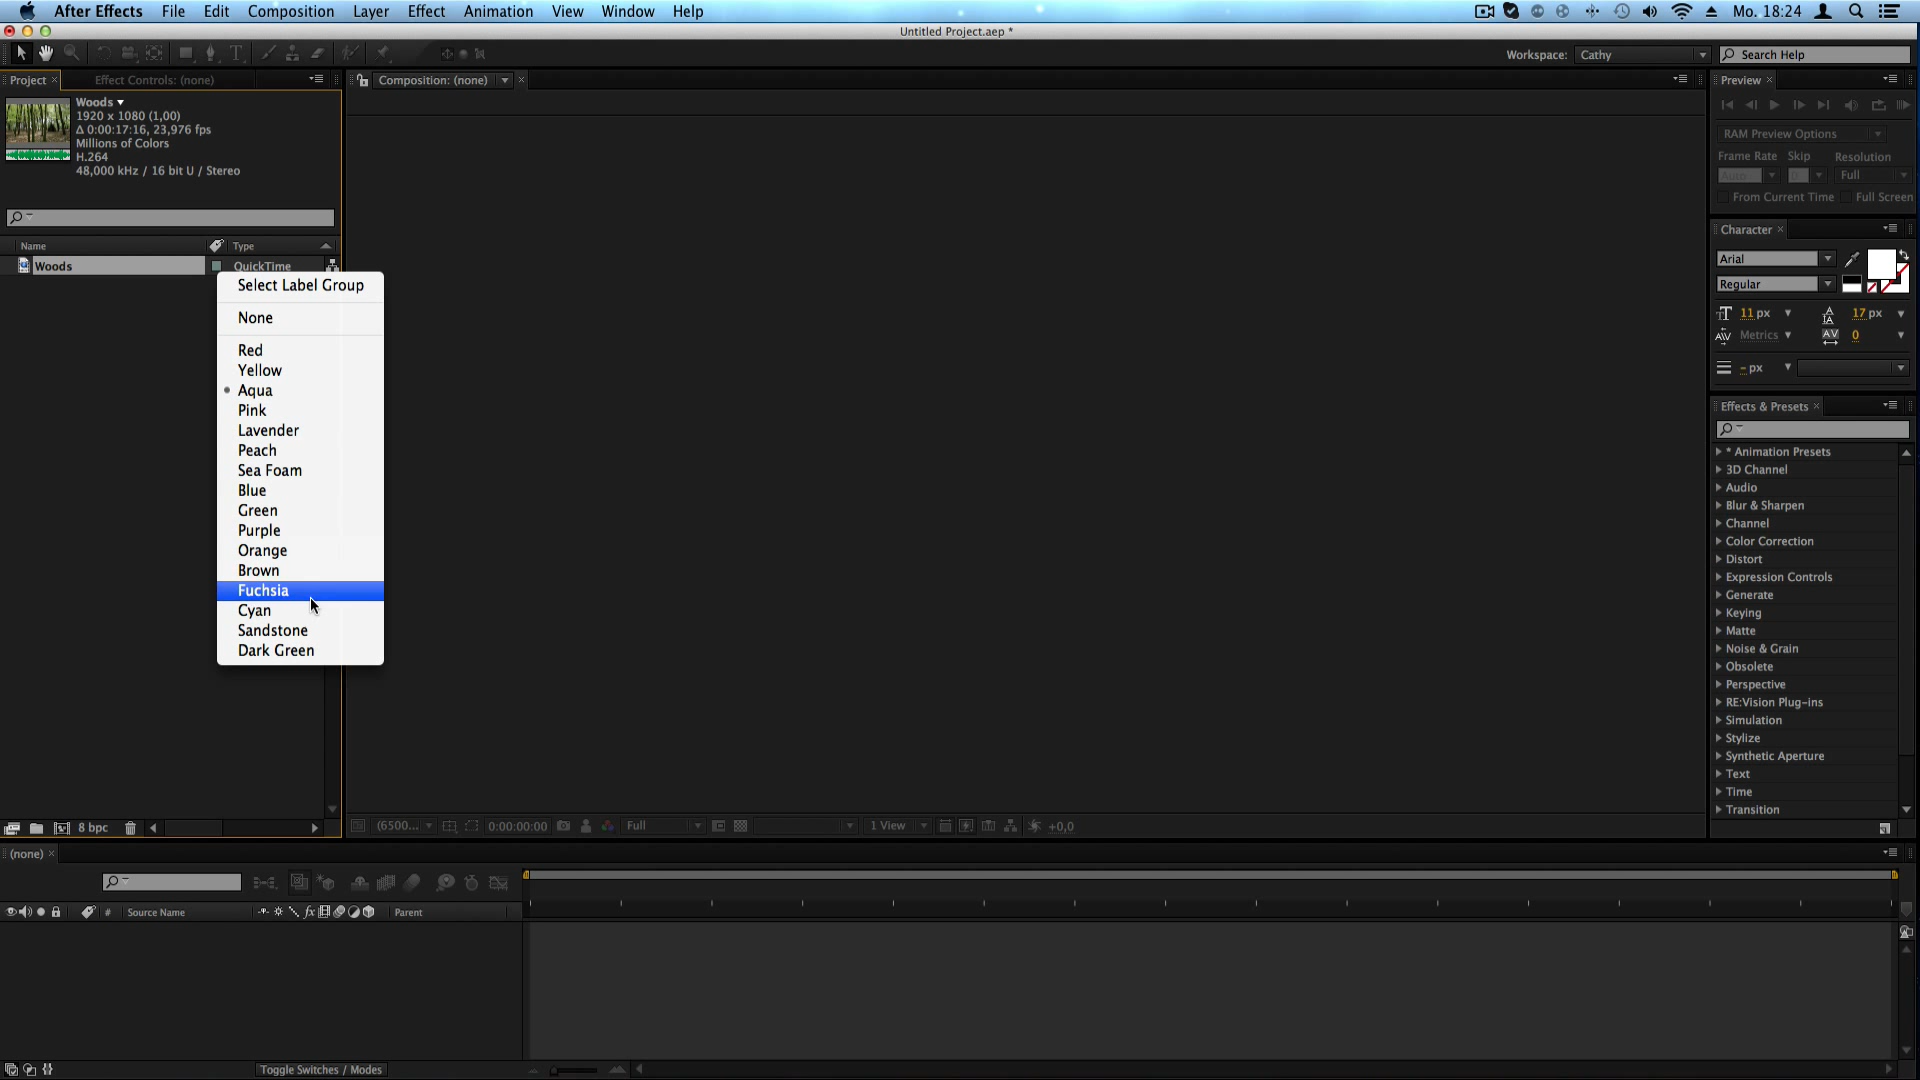 After Effects File Edit Composition Layer Effect Animation View Window Help Mo. 18:24
Untitled Project.aep *
Workspace: Cathy Search Help
Project Effect Controls: (none)
Composition: (none)
Preview
Woods
1920 x 1080 (1,00)
Δ 0:00:17:16, 23,976 fps
Millions of Colors
H.264
48,000 kHz / 16 bit U / Stereo
Name Type
Woods QuickTime
Select Label Group
None
Red
Yellow
Aqua
Pink
Lavender
Peach
Sea Foam
Blue
Green
Purple
Orange
Brown
Fuchsia
Cyan
Sandstone
Dark Green
8 bpc
(6500... 0:00:00:00 Full 1 View +0,0
RAM Preview Options
Frame Rate Skip Resolution
Auto 0 Full
From Current Time Full Screen
Character
Arial
Regular
11 px 17 px
Metrics 0
- px
Effects & Presets
* Animation Presets
3D Channel
Audio
Blur & Sharpen
Channel
Color Correction
Distort
Expression Controls
Generate
Keying
Matte
Noise & Grain
Obsolete
Perspective
RE:Vision Plug-ins
Simulation
Stylize
Synthetic Aperture
Text
Time
Transition
(none)
# Source Name fx Parent
Toggle Switches / Modes